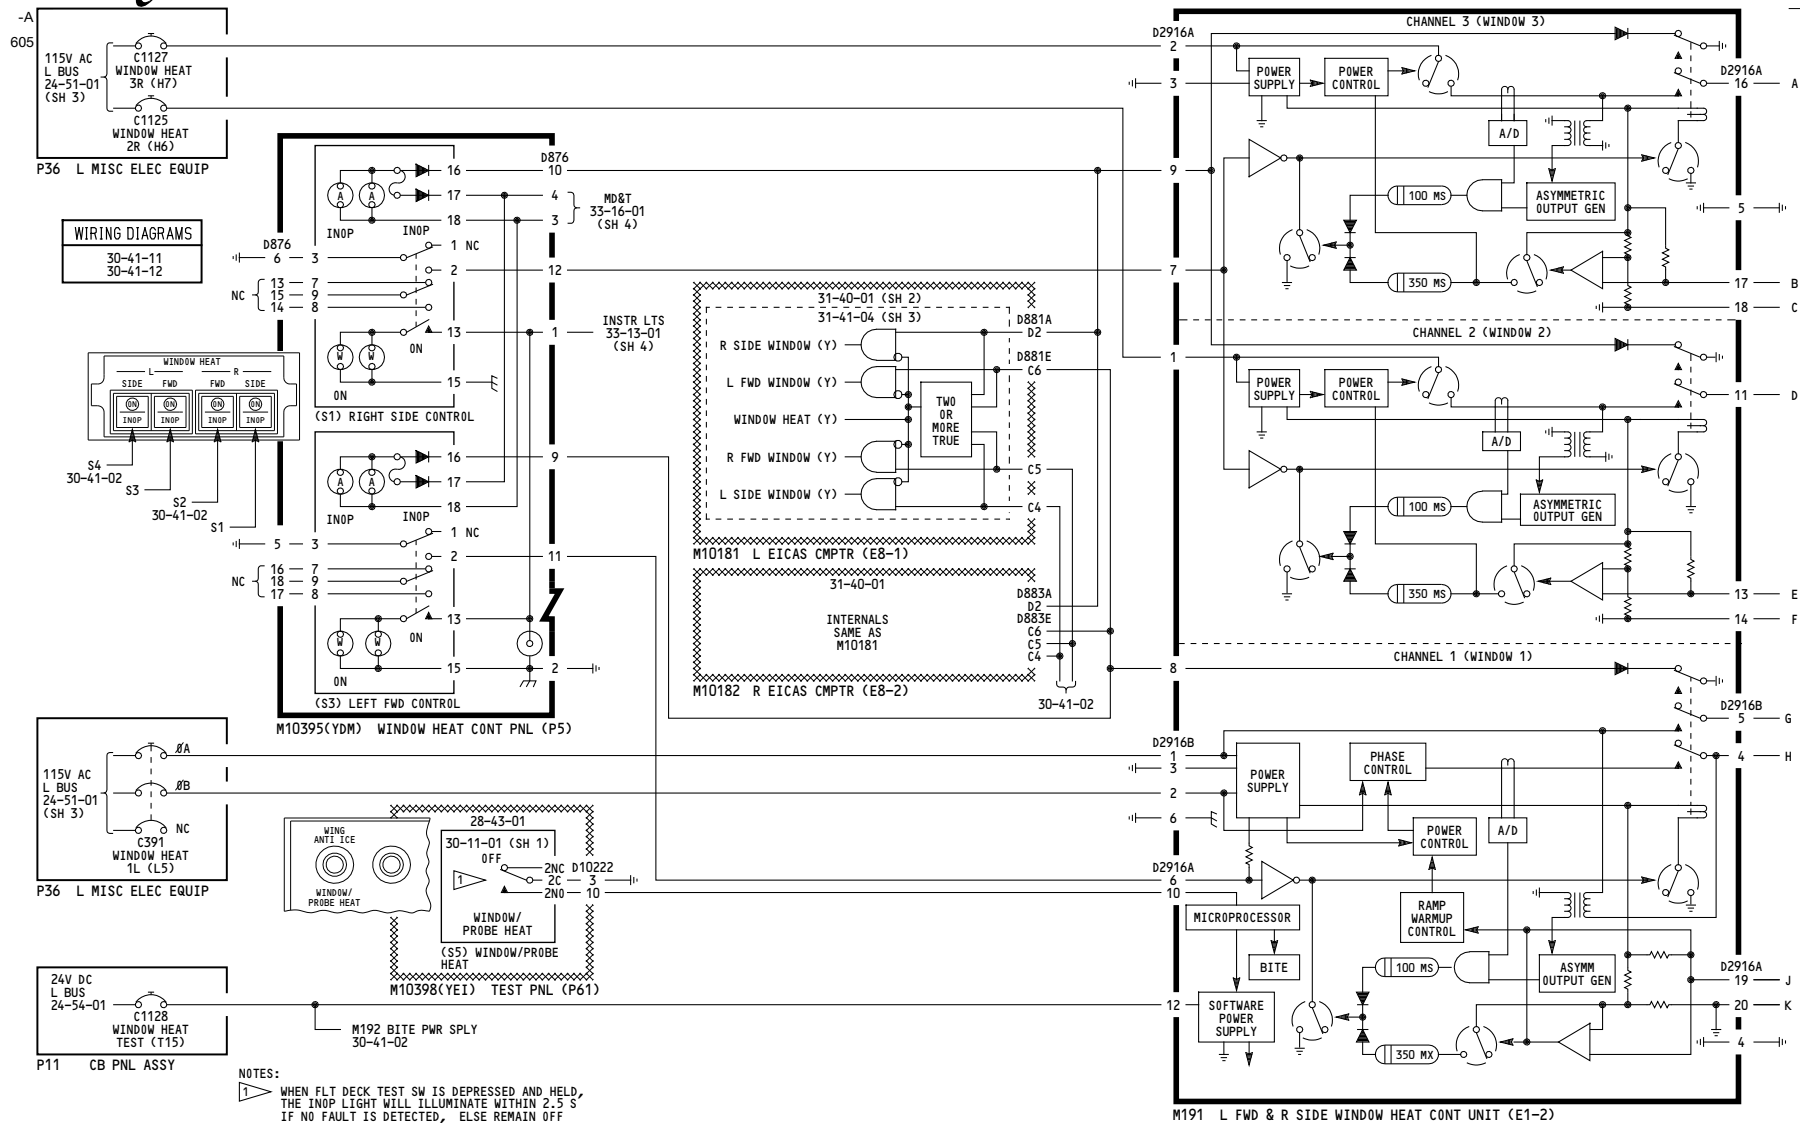 -A
605
115V AC
L BUS
24-51-01
(SH 3)
C1127
WINDOW HEAT
3R (H7)
C1125
WINDOW HEAT
2R (H6)
P36 L MISC ELEC EQUIP
WIRING DIAGRAMS
30-41-11
30-41-12
D876
6 3
NC
13 7
15 9
14 8
A A
INOP INOP
16
17
18
1 NC
2
13
ON
W W
15
ON
(S1) RIGHT SIDE CONTROL
D876
10
4
3
MD&T
33-16-01
(SH 4)
12
1
INSTR LTS
33-13-01
(SH 4)
WINDOW HEAT
L R
SIDE FWD FWD SIDE
ON ON ON ON
INOP INOP INOP INOP
S4
30-41-02
S3
S2
30-41-02
S1
5 3
NC
16 7
18 9
17 8
A A
INOP INOP
16
17
18
1 NC
2
13
ON
W W
15
ON
(S3) LEFT FWD CONTROL
9
11
2
M10395(YDM) WINDOW HEAT CONT PNL (P5)
31-40-01 (SH 2)
31-41-04 (SH 3)
R SIDE WINDOW (Y)
L FWD WINDOW (Y)
WINDOW HEAT (Y)
R FWD WINDOW (Y)
L SIDE WINDOW (Y)
TWO
OR
MORE
TRUE
D881A
D2
D881E
C6
C5
C4
M10181 L EICAS CMPTR (E8-1)
31-40-01
INTERNALS
SAME AS
M10181
D883A
D2
D883E
C6
C5
C4
M10182 R EICAS CMPTR (E8-2)
30-41-02
115V AC
L BUS
24-51-01
(SH 3)
ØA
ØB
NC
C391
WINDOW HEAT
1L (L5)
P36 L MISC ELEC EQUIP
WING
ANTI ICE
WINDOW/
PROBE HEAT
28-43-01
30-11-01 (SH 1)
OFF
1
2NC
2C
2NO
D10222
3
10
WINDOW/
PROBE HEAT
(S5) WINDOW/PROBE
HEAT
M10398(YEI) TEST PNL (P61)
24V DC
L BUS
24-54-01
C1128
WINDOW HEAT
TEST (T15)
P11 CB PNL ASSY
M192 BITE PWR SPLY
30-41-02
NOTES:
1 WHEN FLT DECK TEST SW IS DEPRESSED AND HELD,
THE INOP LIGHT WILL ILLUMINATE WITHIN 2.5 S
IF NO FAULT IS DETECTED, ELSE REMAIN OFF
CHANNEL 3 (WINDOW 3)
D2916A
2
3
9
7
POWER
SUPPLY
POWER
CONTROL
A/D
100 MS
ASYMMETRIC
OUTPUT GEN
350 MS
D2916A
16 A
5
17 B
18 C
CHANNEL 2 (WINDOW 2)
1
POWER
SUPPLY
POWER
CONTROL
A/D
100 MS
ASYMMETRIC
OUTPUT GEN
350 MS
11 D
13 E
14 F
CHANNEL 1 (WINDOW 1)
8
D2916B
1
3
2
6
D2916A
6
10
12
POWER
SUPPLY
PHASE
CONTROL
POWER
CONTROL
A/D
RAMP
WARMUP
CONTROL
MICROPROCESSOR
BITE
SOFTWARE
POWER
SUPPLY
100 MS
ASYMM
OUTPUT GEN
350 MX
D2916B
5 G
4 H
D2916A
19 J
20 K
4
M191 L FWD & R SIDE WINDOW HEAT CONT UNIT (E1-2)